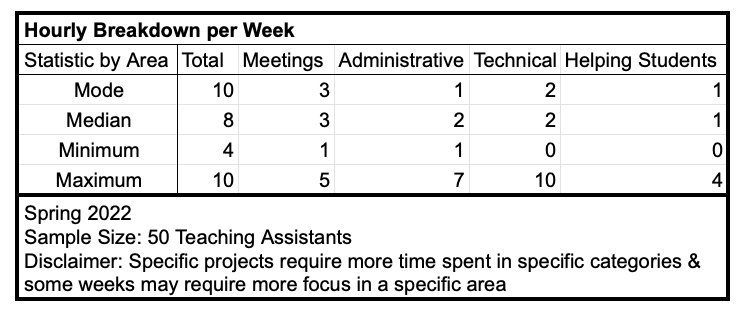 Hourly Breakdown per Week
Statistic by Area Total Meetings Administrative Technical Helping Students
Mode 10 3 1 2 1
Median 8 3 2 2 1
Minimum 4 1 1 0 0
Maximum 10 5 7 10 4
Spring 2022
Sample Size: 50 Teaching Assistants
Disclaimer: Specific projects require more time spent in specific categories &
some weeks may require more focus in a specific area